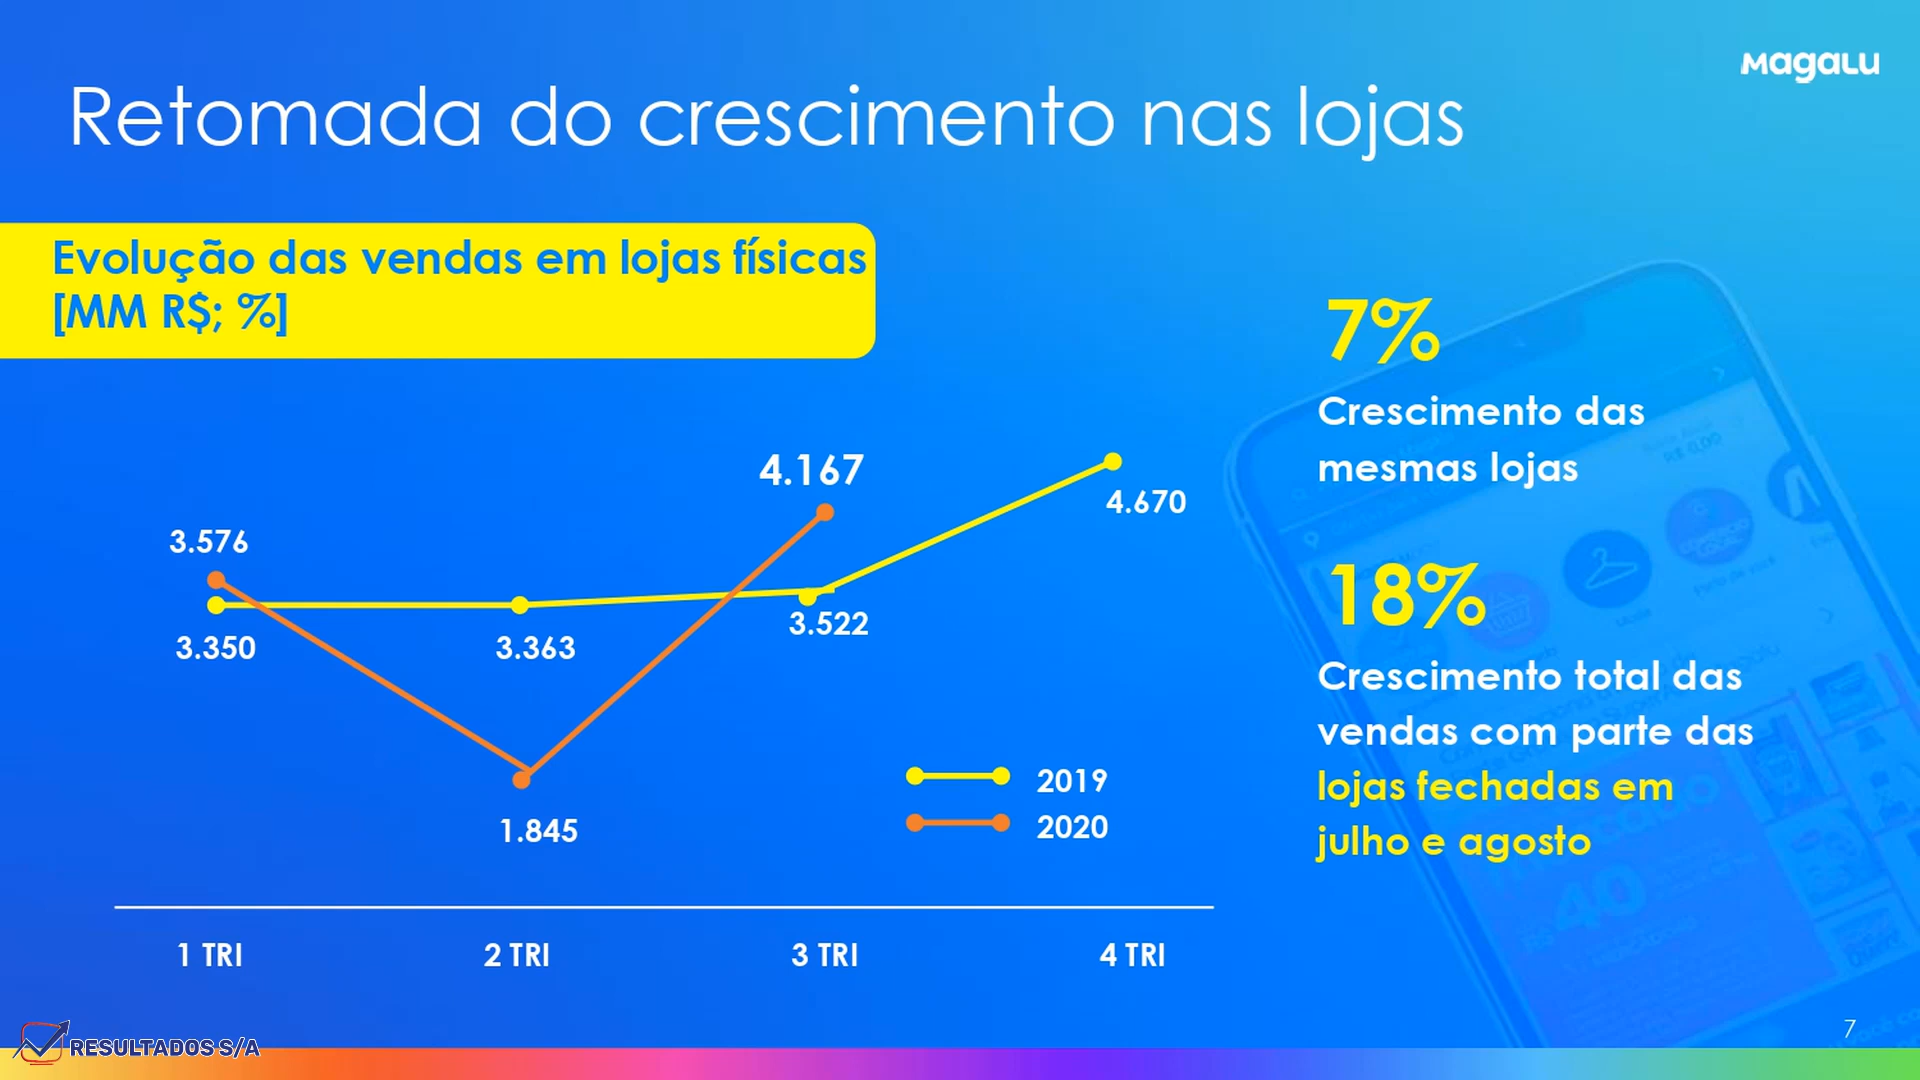 magalu
Retomada do crescimento nas lojas
Evolução das vendas em lojas físicas
[MM R$; %]
7%
Crescimento das
mesmas lojas
18%
Crescimento total das
vendas com parte das
lojas fechadas em
julho e agosto
4.167
4.670
3.576
3.522
3.350
3.363
1.845
2019
2020
1 TRI
2 TRI
3 TRI
4 TRI
7
RESULTADOS S/A